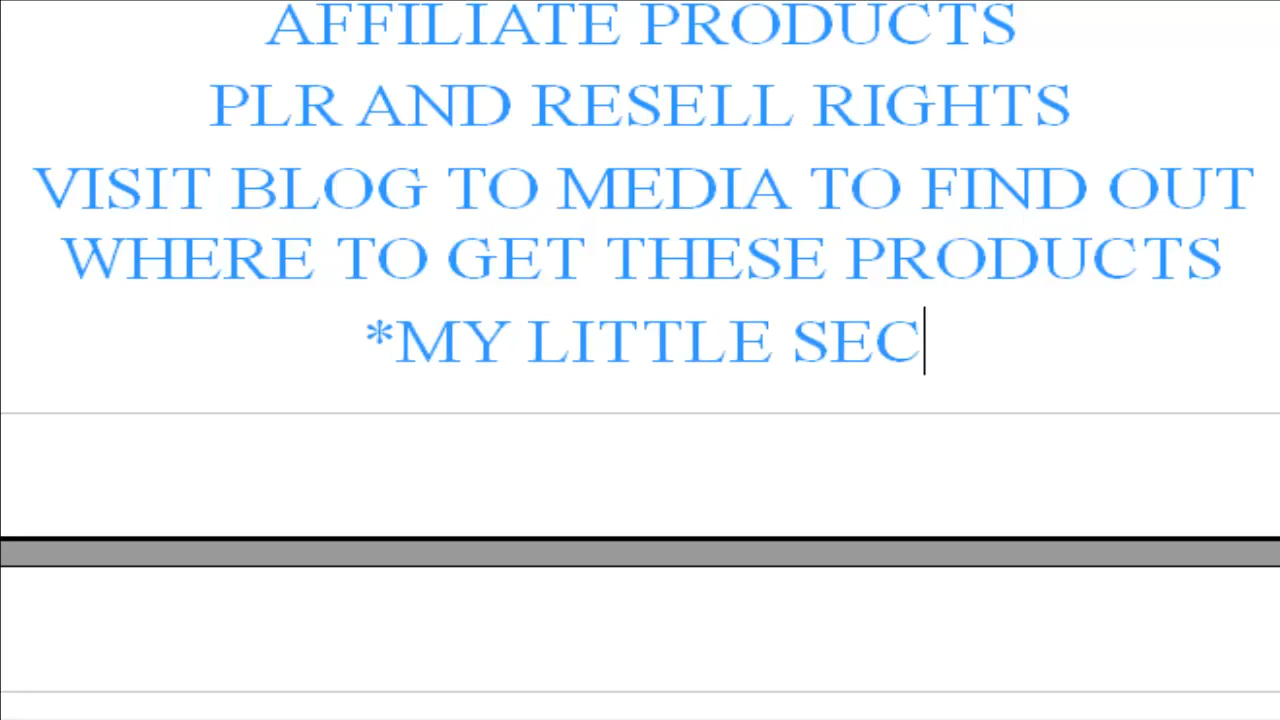 AFFILIATE PRODUCTS
PLR AND RESELL RIGHTS
VISIT BLOG TO MEDIA TO FIND OUT
WHERE TO GET THESE PRODUCTS
*MY LITTLE SEC